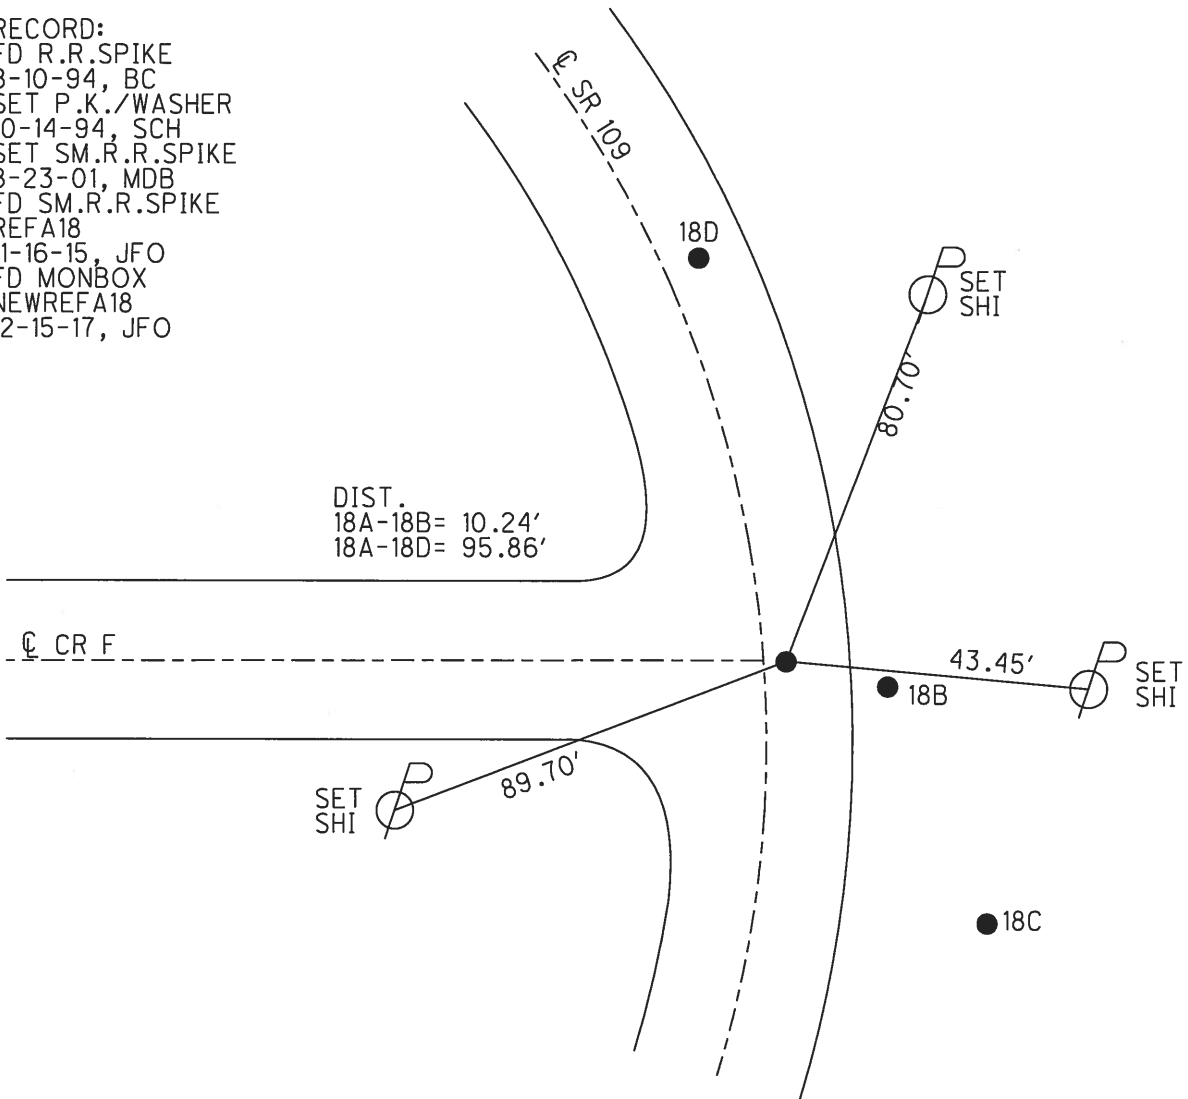 RECORD:
FD R.R.SPIKE
8-10-94, BC
SET P.K./WASHER
0-14-94, SCH
SET SM.R.R.SPIKE
8-23-01, MDB
FD SM.R.R.SPIKE
REFA18
1-16-15, JFO
FD MONBOX
NEWREFA18
2-15-17, JFO
℄ SR 109
18D
SET
SHI
80.70'
DIST.
18A-18B= 10.24'
18A-18D= 95.86'
℄ CR F
43.45'
SET
SHI
18B
89.70'
SET
SHI
18C